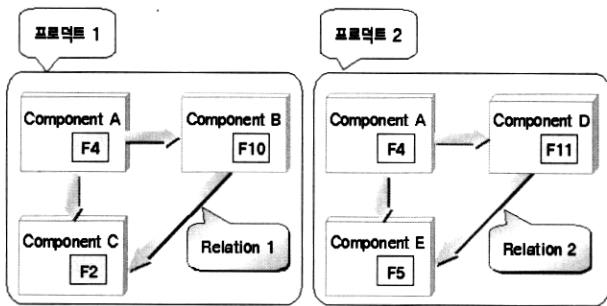 프로덕트 1
Component A
F4
Component B
F10
Component C
F2
Relation 1
프로덕트 2
Component A
F4
Component D
F11
Component E
F5
Relation 2